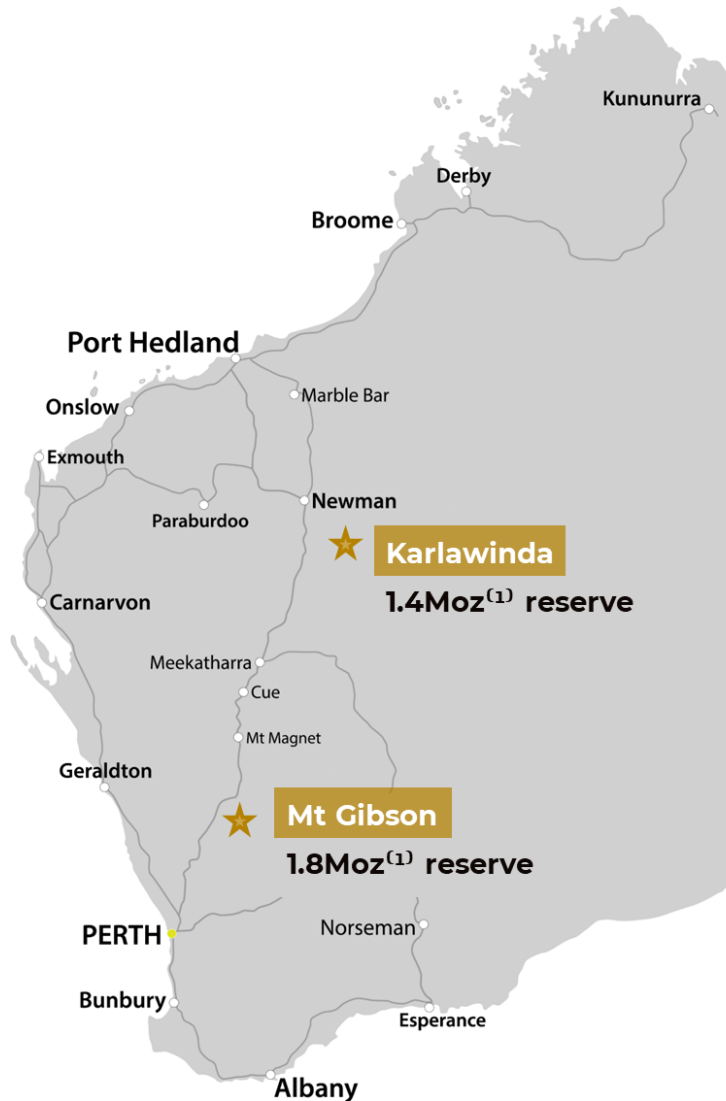 Kununurra
Derby
Broome
Port Hedland
Marble Bar
Onslow
Exmouth
Newman
Paraburdoo
Karlawinda
1.4Moz⁽¹⁾ reserve
Carnarvon
Meekatharra
Cue
Mt Magnet
Geraldton
Mt Gibson
1.8Moz⁽¹⁾ reserve
Norseman
PERTH
Bunbury
Esperance
Albany